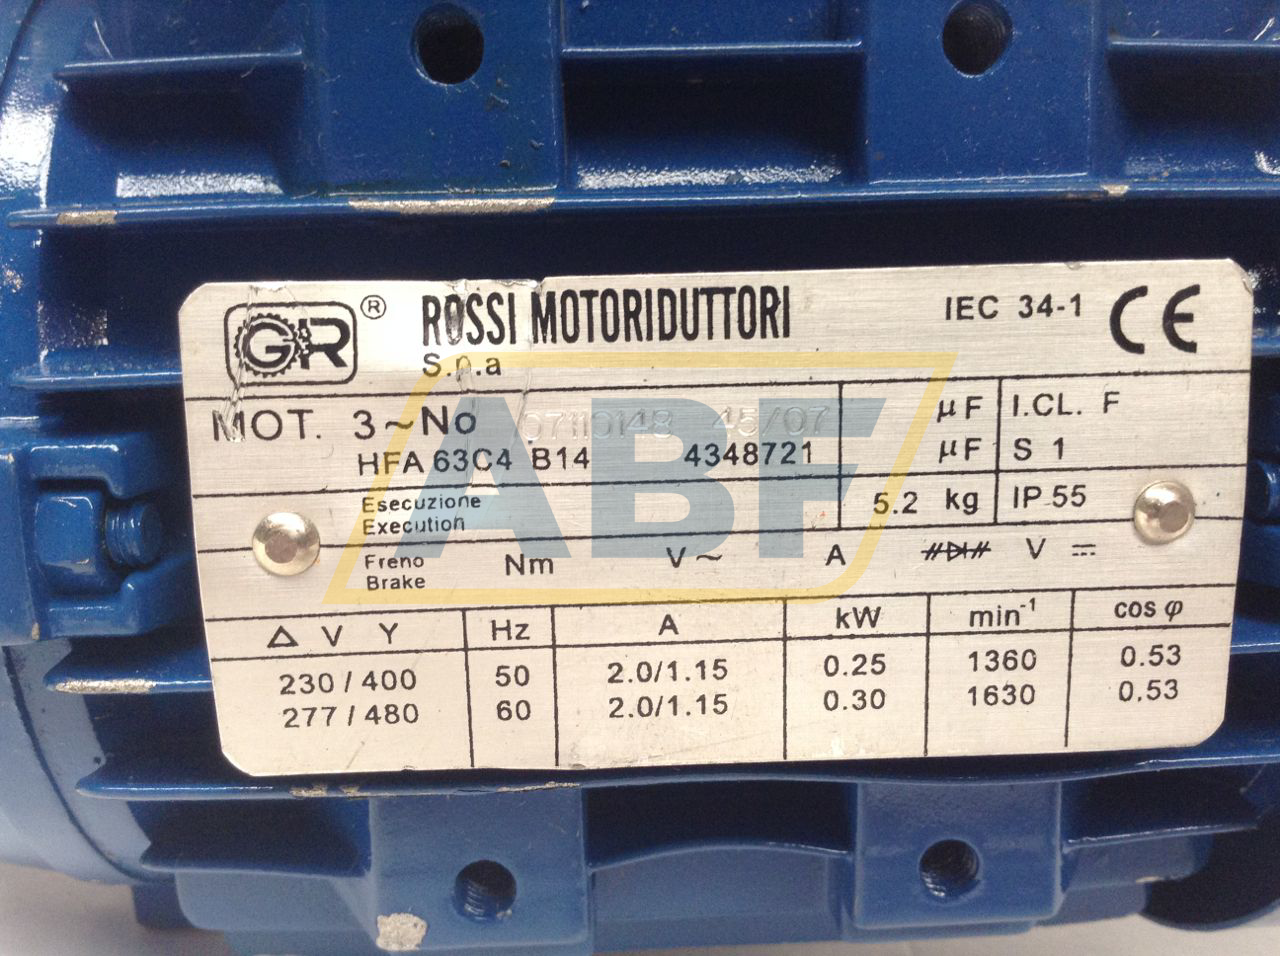 GR ® ROSSI MOTORIDUTTORI IEC 34-1 CE
S.p.a
MOT. 3~No 07110148 45/07 µF I.CL. F
HFA 63C4 B14 4348721 µF S 1
Esecuzione
Execution
5.2 kg IP 55
Freno
Brake
Nm V~ A V ⎓
Δ V Y Hz A kW min⁻¹ cos φ
230 / 400 50 2.0/1.15 0.25 1360 0.53
277 / 480 60 2.0/1.15 0.30 1630 0.53
ABF